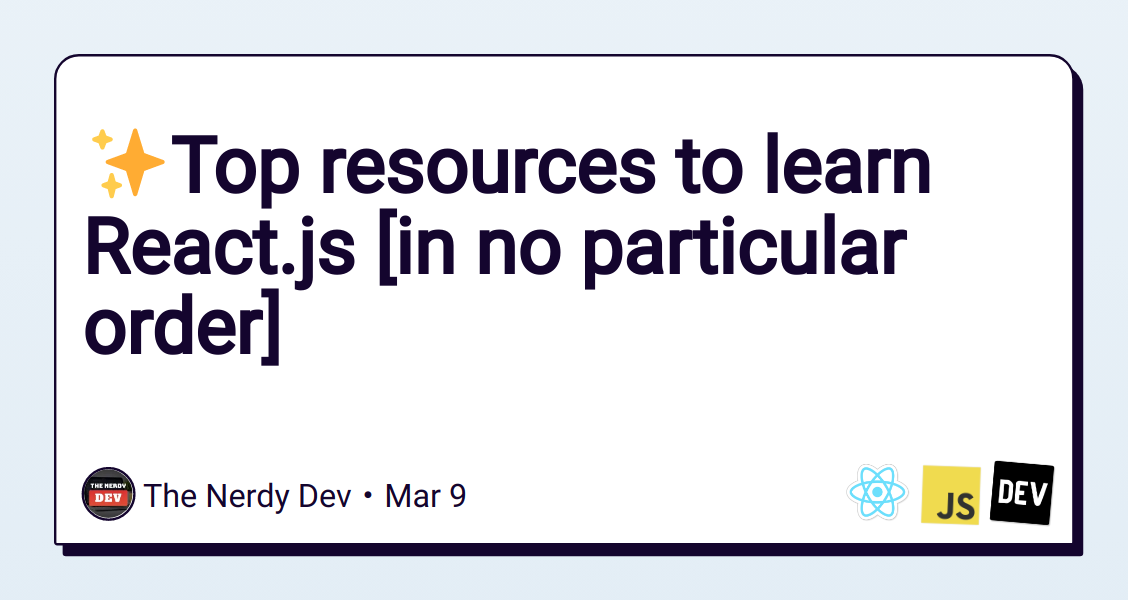 ✨Top resources to learn
React.js [in no particular
order]
THE NERDY
DEV
The Nerdy Dev • Mar 9
JS
DEV